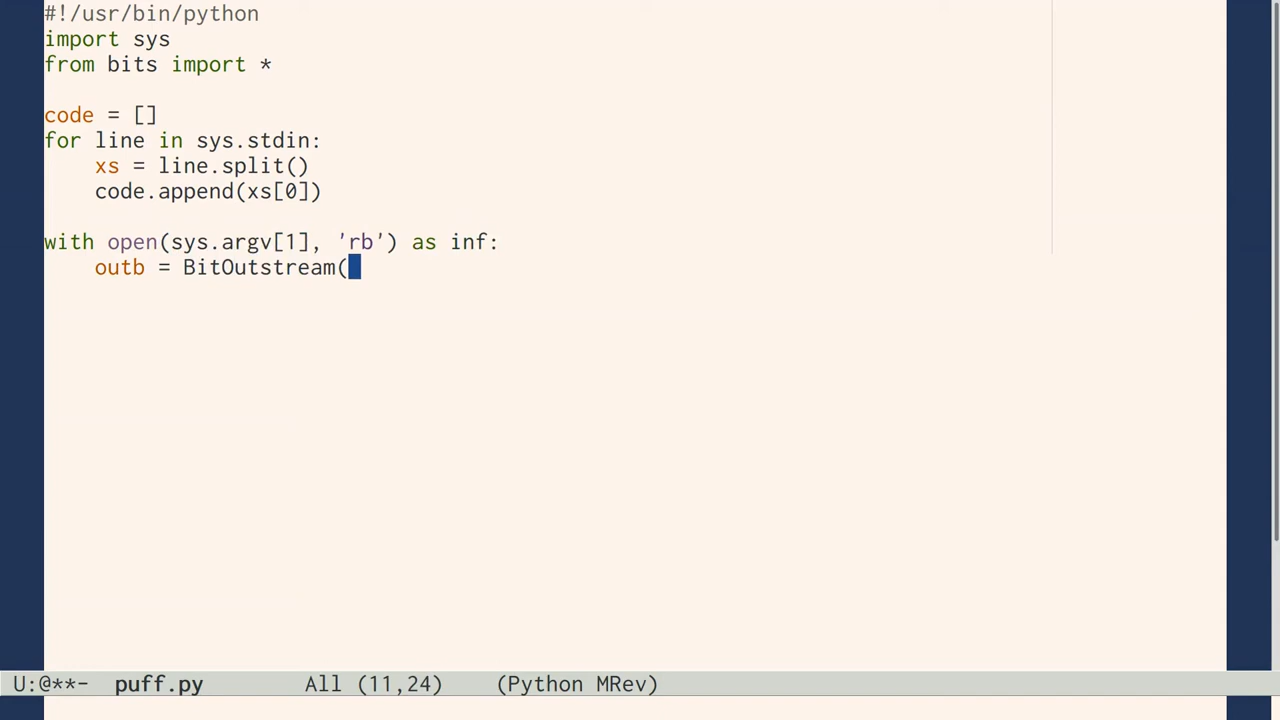 #!/usr/bin/python
import sys
from bits import *
code = []
for line in sys.stdin:
    xs = line.split()
    code.append(xs[0])
with open(sys.argv[1], 'rb') as inf:
    outb = BitOutstream(
U:@**-  puff.py        All (11,24)    (Python MRev)